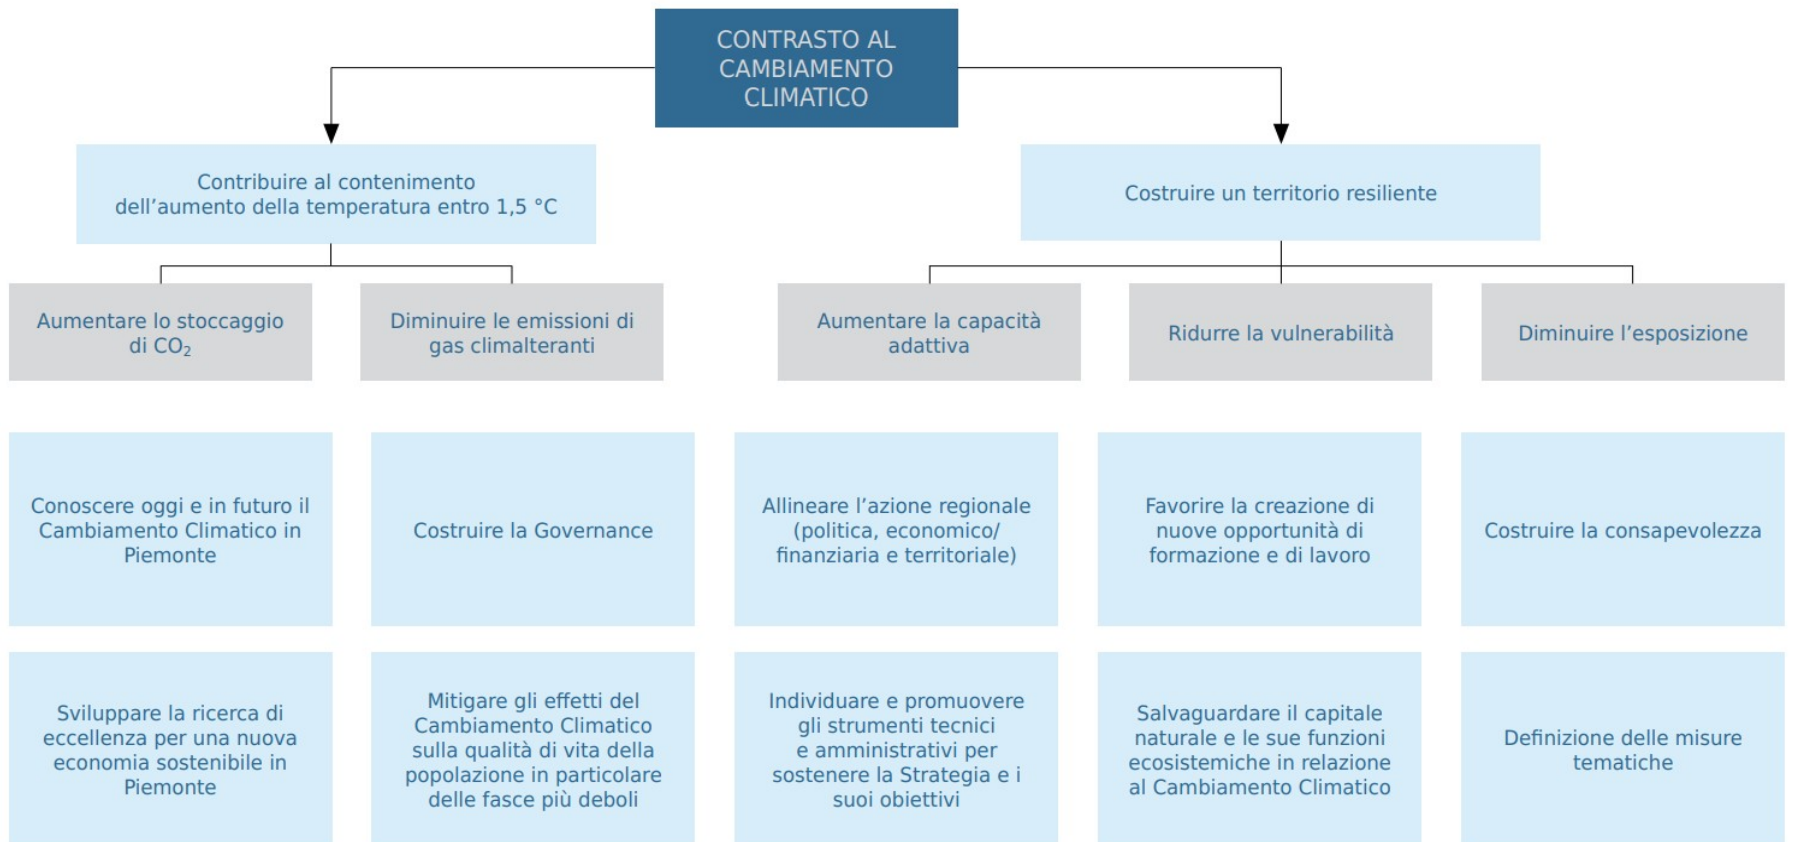 CONTRASTO AL
CAMBIAMENTO
CLIMATICO
Contribuire al contenimento
dell’aumento della temperatura entro 1,5 °C
Costruire un territorio resiliente
Aumentare lo stoccaggio
di CO₂
Diminuire le emissioni di
gas climalteranti
Aumentare la capacità
adattiva
Ridurre la vulnerabilità
Diminuire l’esposizione
Conoscere oggi e in futuro il
Cambiamento Climatico in
Piemonte
Costruire la Governance
Allineare l’azione regionale
(politica, economico/
finanziaria e territoriale)
Favorire la creazione di
nuove opportunità di
formazione e di lavoro
Costruire la consapevolezza
Sviluppare la ricerca di
eccellenza per una nuova
economia sostenibile in
Piemonte
Mitigare gli effetti del
Cambiamento Climatico
sulla qualità di vita della
popolazione in particolare
delle fasce più deboli
Individuare e promuovere
gli strumenti tecnici
e amministrativi per
sostenere la Strategia e i
suoi obiettivi
Salvaguardare il capitale
naturale e le sue funzioni
ecosistemiche in relazione
al Cambiamento Climatico
Definizione delle misure
tematiche